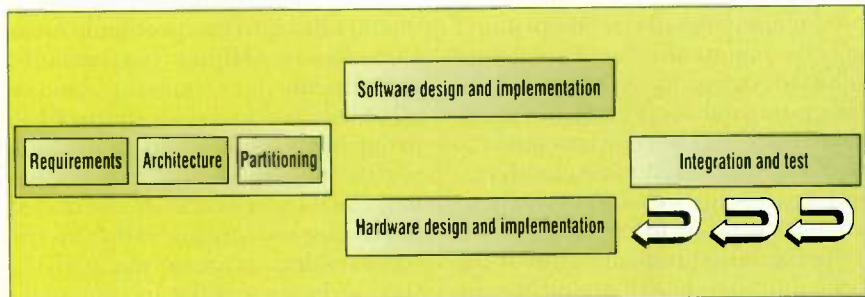 Software design and implementation
Requirements
Architecture
Partitioning
Integration and test
Hardware design and implementation